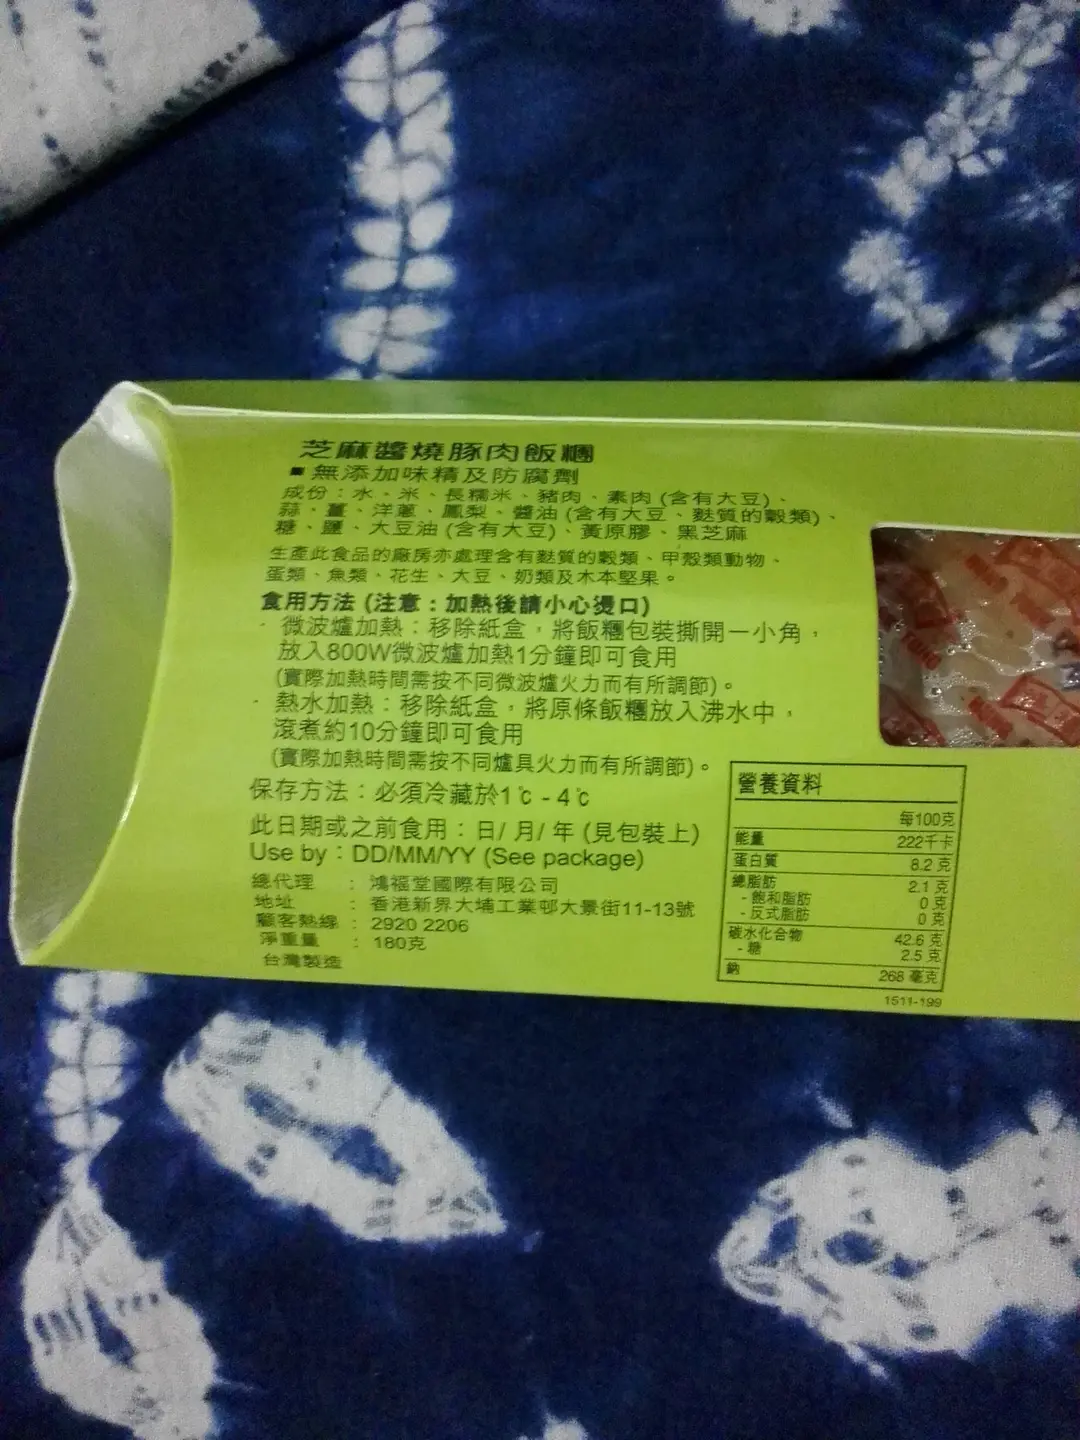 芝麻醬燒豚肉飯糰
▪ 無添加味精及防腐劑
成份：水、米、長糯米、豬肉、素肉 (含有大豆)、
蒜、薑、洋蔥、鳳梨、醬油 (含有大豆、麩質的穀類)、
糖、鹽、大豆油 (含有大豆)、黃原膠、黑芝麻
生產此食品的廠房亦處理含有麩質的穀類、甲殼類動物、
蛋類、魚類、花生、大豆、奶類及木本堅果。
食用方法 (注意：加熱後請小心燙口)
· 微波爐加熱：移除紙盒，將飯糰包裝撕開一小角，
放入800W微波爐加熱1分鐘即可食用
(實際加熱時間需按不同微波爐火力而有所調節)。
· 熱水加熱：移除紙盒，將原條飯糰放入沸水中，
滾煮約10分鐘即可食用
(實際加熱時間需按不同爐具火力而有所調節)。
保存方法：必須冷藏於1℃ - 4℃
此日期或之前食用：日/ 月/ 年 (見包裝上)
Use by：DD/MM/YY (See package)
總代理 ：鴻福堂國際有限公司
地址 ：香港新界大埔工業邨大景街11-13號
顧客熱線：2920 2206
淨重量 ：180克
台灣製造
營養資料
每100克
能量 222千卡
蛋白質 8.2 克
總脂肪 2.1 克
- 飽和脂肪 0 克
- 反式脂肪 0 克
碳水化合物 42.6 克
- 糖 2.5 克
鈉 268 毫克
1511-199